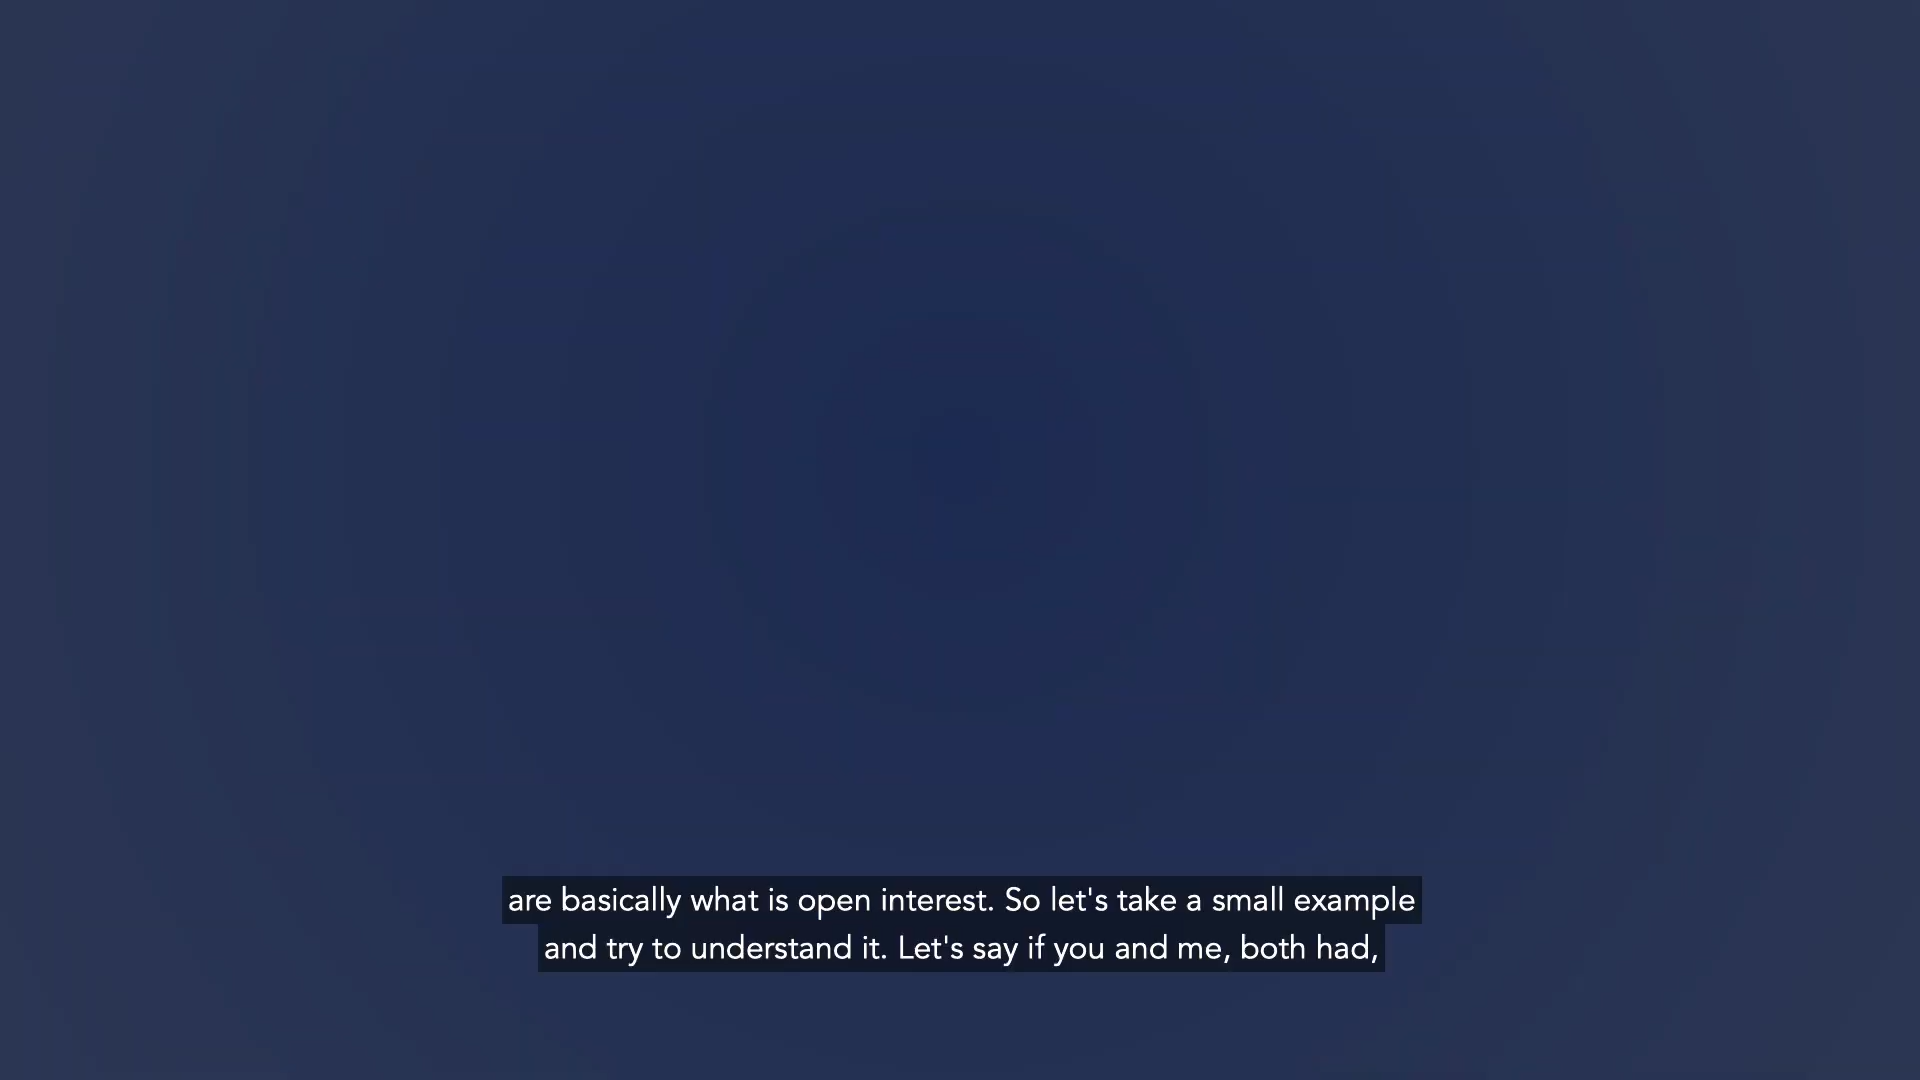 are basically what is open interest. So let's take a small example
and try to understand it. Let's say if you and me, both had,